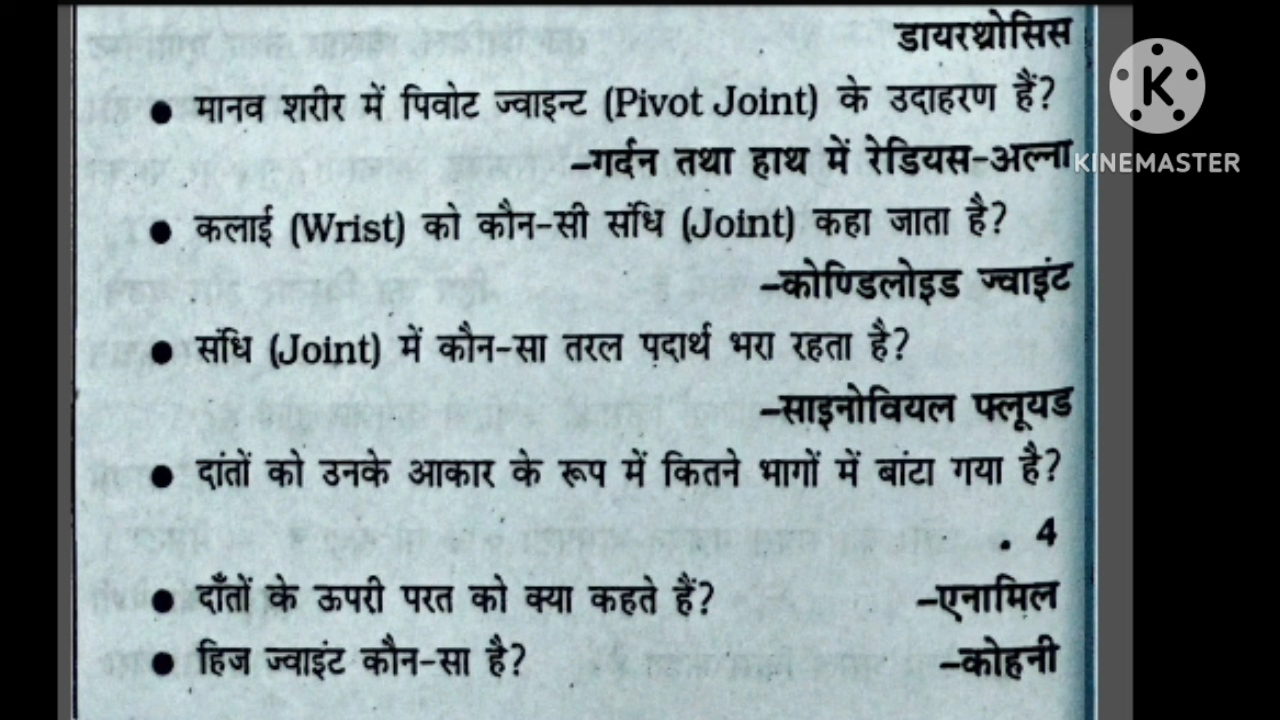 डायरथ्रोसिस
● मानव शरीर में पिवोट ज्वाइन्ट (Pivot Joint) के उदाहरण हैं?
–गर्दन तथा हाथ में रेडियस-अल्ना
● कलाई (Wrist) को कौन-सी संधि (Joint) कहा जाता है?
–कोण्डिलोइड ज्वाइंट
● संधि (Joint) में कौन-सा तरल पदार्थ भरा रहता है?
–साइनोवियल फ्लूयड
● दांतों को उनके आकार के रूप में कितने भागों में बांटा गया है?
. 4
● दाँतों के ऊपरी परत को क्या कहते हैं? –एनामिल
● हिज ज्वाइंट कौन-सा है? –कोहनी
K
KINEMASTER